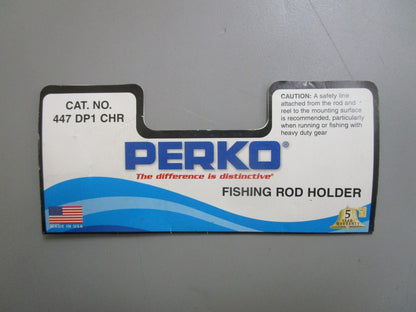 CAT. NO.
447 DP1 CHR
CAUTION: A safety line
attached from the rod and
reel to the mounting surface
is recommended, particularly
when running or fishing with
heavy duty gear
PERKO®
The difference is distinctive®
FISHING ROD HOLDER
MADE IN USA
5
YEAR
WARRANTY